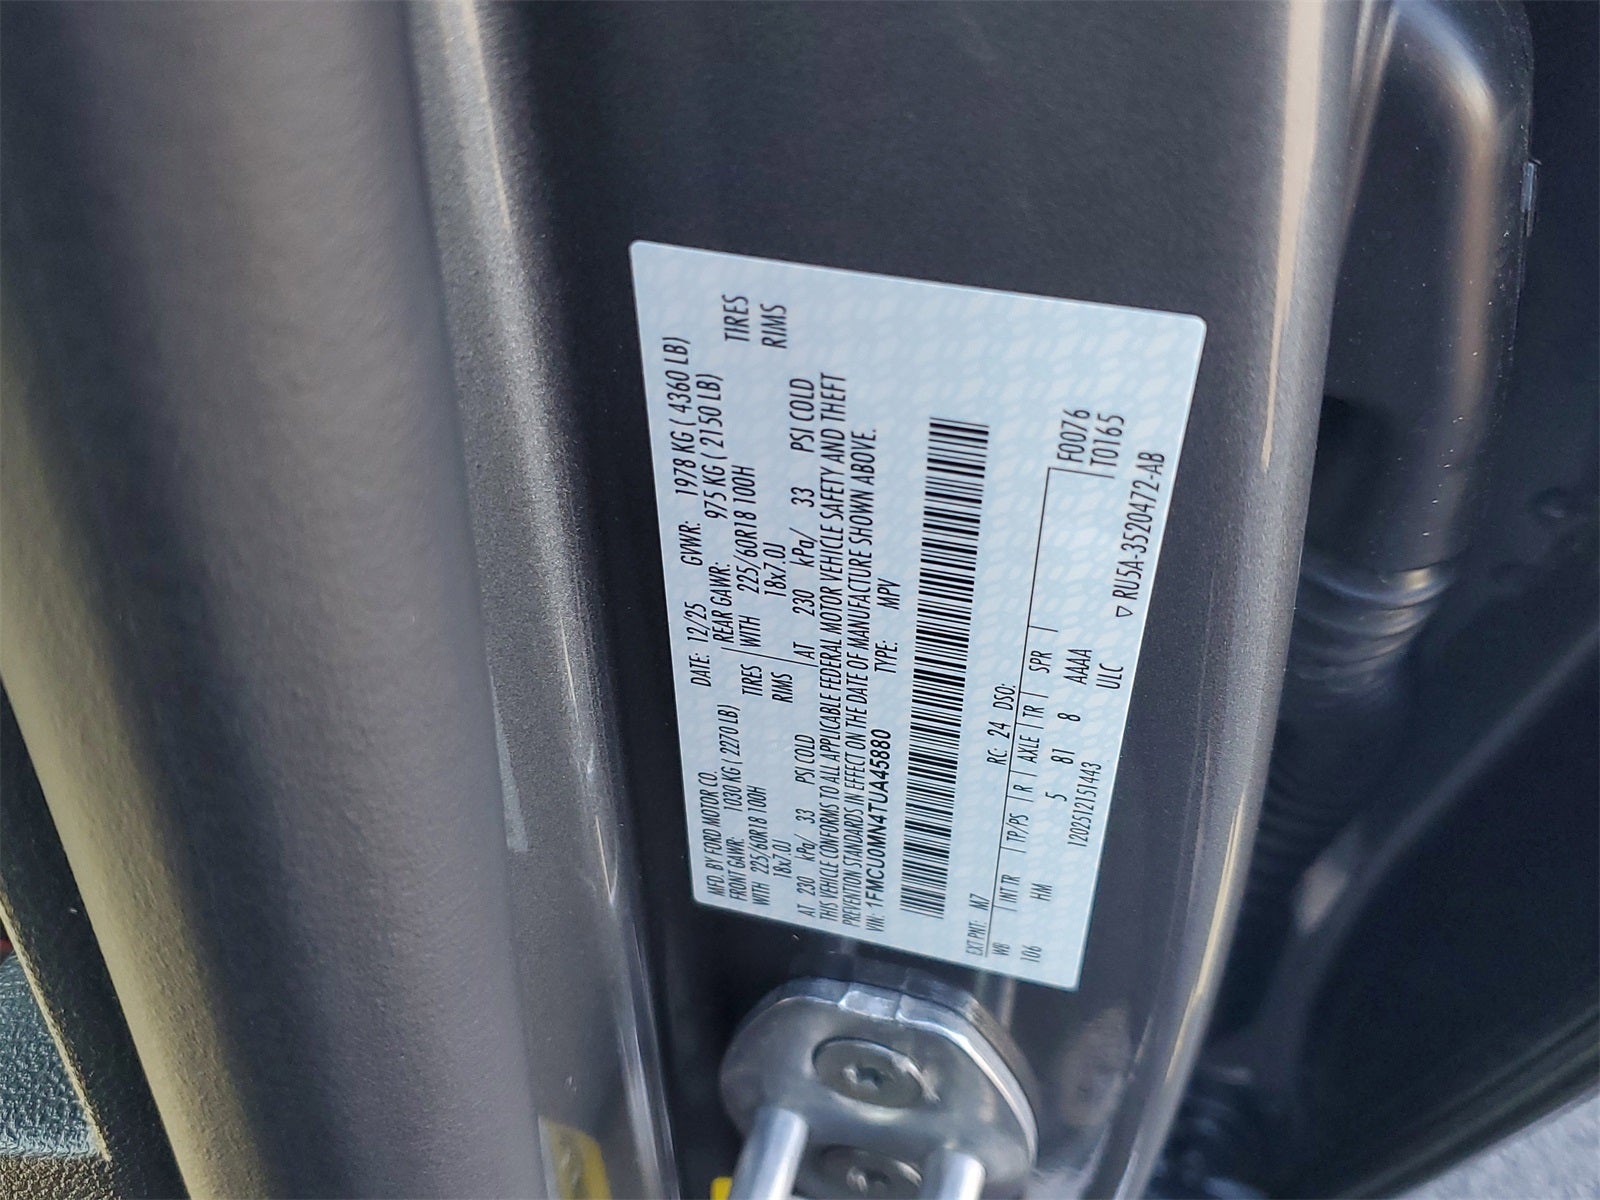 MFD. BY FORD MOTOR CO. DATE: 12/25 GVWR: 1978 KG ( 4360 LB)
FRONT GAWR: 1030 KG ( 2270 LB) REAR GAWR: 975 KG ( 2150 LB)
WITH 225/60R18 100H TIRES WITH 225/60R18 100H TIRES
18x7.0J RIMS 18x7.0J RIMS
AT 230 kPa/ 33 PSI COLD AT 230 kPa/ 33 PSI COLD
THIS VEHICLE CONFORMS TO ALL APPLICABLE FEDERAL MOTOR VEHICLE SAFETY AND THEFT
PREVENTION STANDARDS IN EFFECT ON THE DATE OF MANUFACTURE SHOWN ABOVE.
VIN: 1FMCU0MN4TUA45880 TYPE: MPV
EXT PNT: M7 RC: 24 DSO:
WB INT TR TP/PS R AXLE TR SPR F0076
106 HM 5 81 8 AAAA T0165
1202512151443 ULC
▽ RU5A-3520472-AB